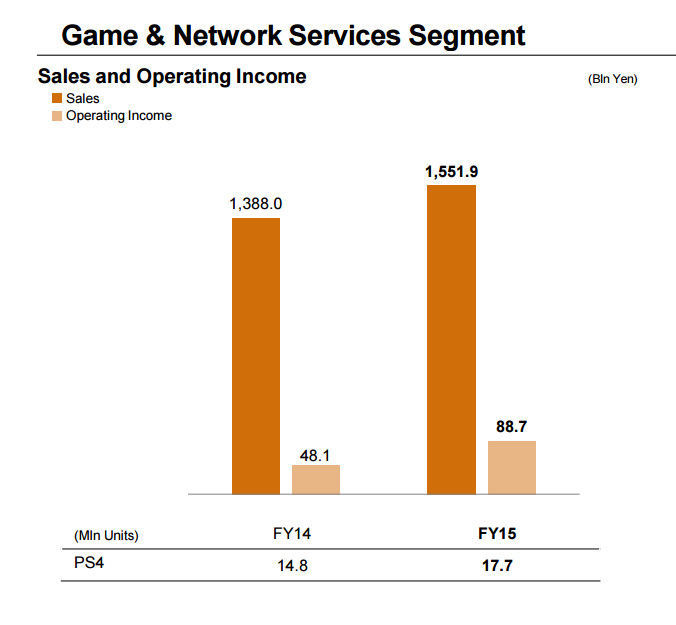 Game & Network Services Segment
Sales and Operating Income
(Bln Yen)
Sales
Operating Income
1,388.0
48.1
1,551.9
88.7
(Mln Units) FY14 FY15
PS4 14.8 17.7